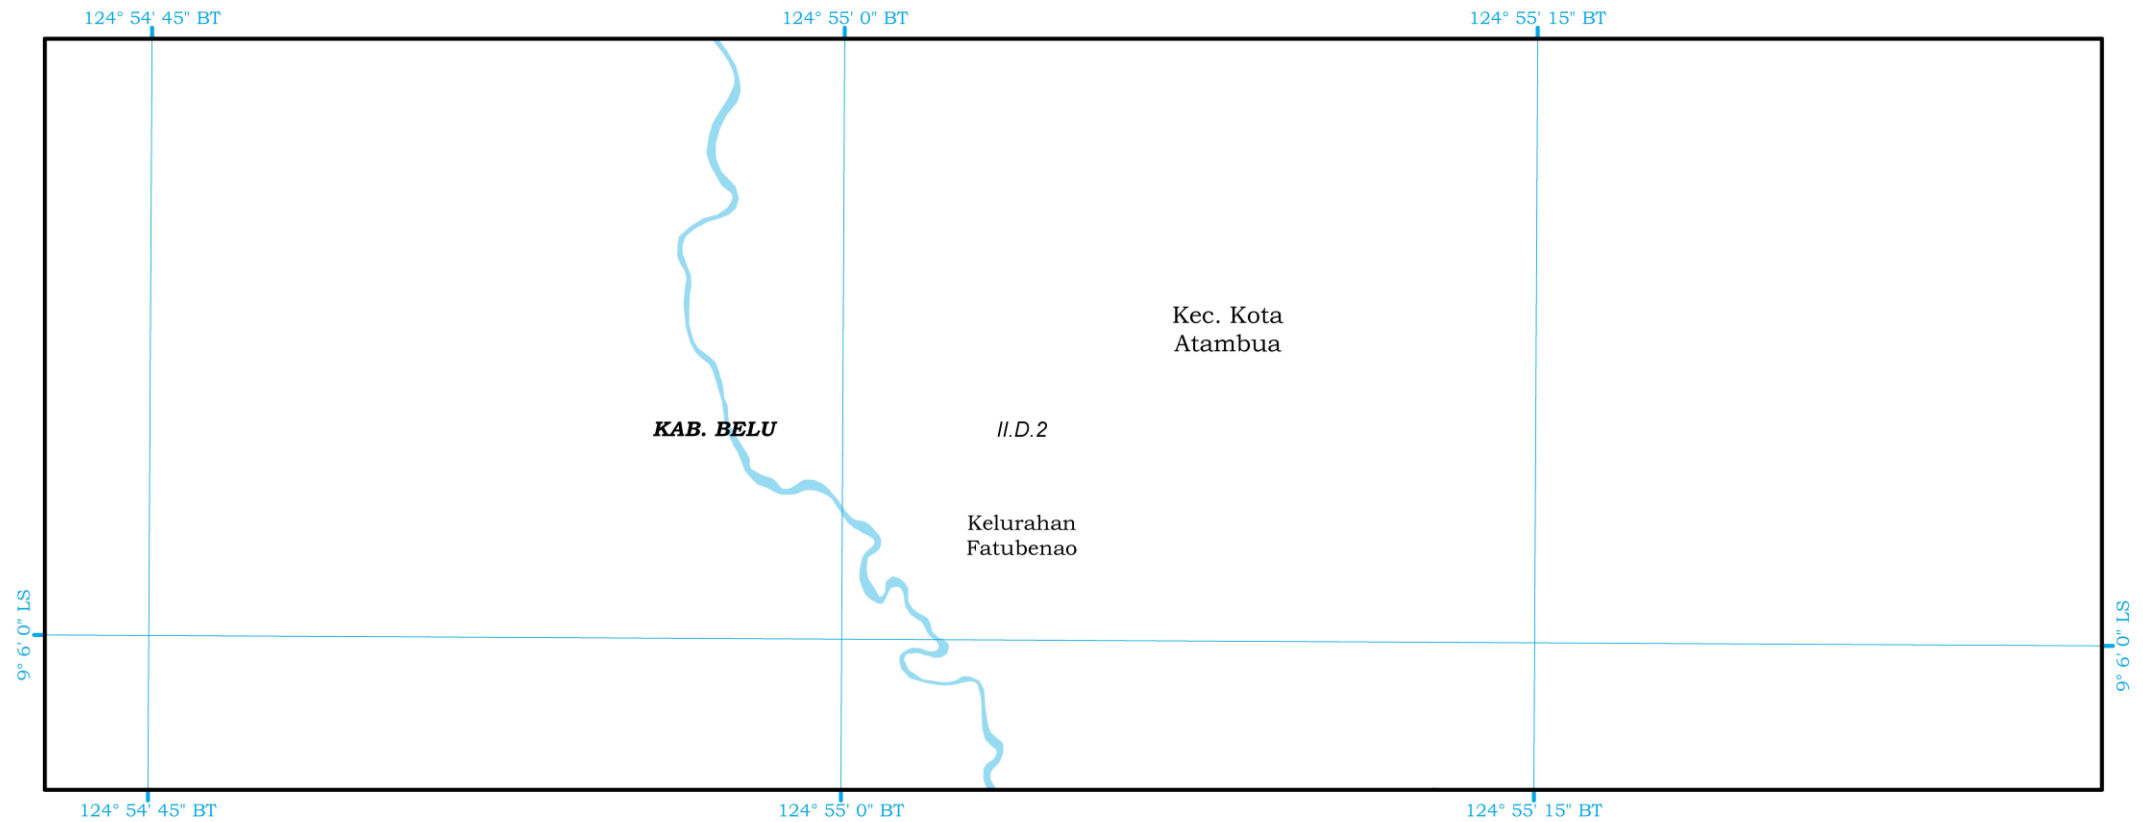 124° 54' 45" BT
124° 55' 0" BT
124° 55' 15" BT
Kec. Kota
Atambua
KAB. BELU
II.D.2
Kelurahan
Fatubenao
9° 6' 0" LS
9° 6' 0" LS
124° 54' 45" BT
124° 55' 0" BT
124° 55' 15" BT